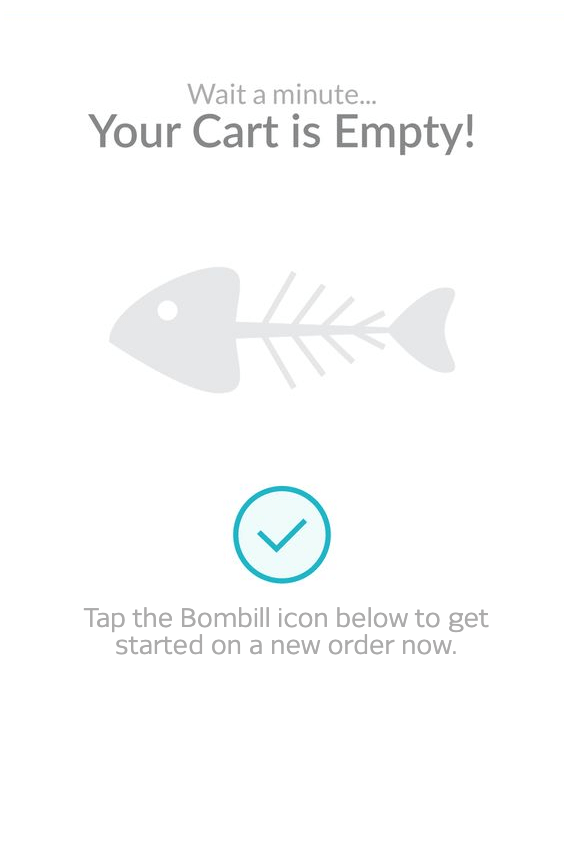 Wait a minute...
Your Cart is Empty!
Tap the Bombill icon below to get
started on a new order now.